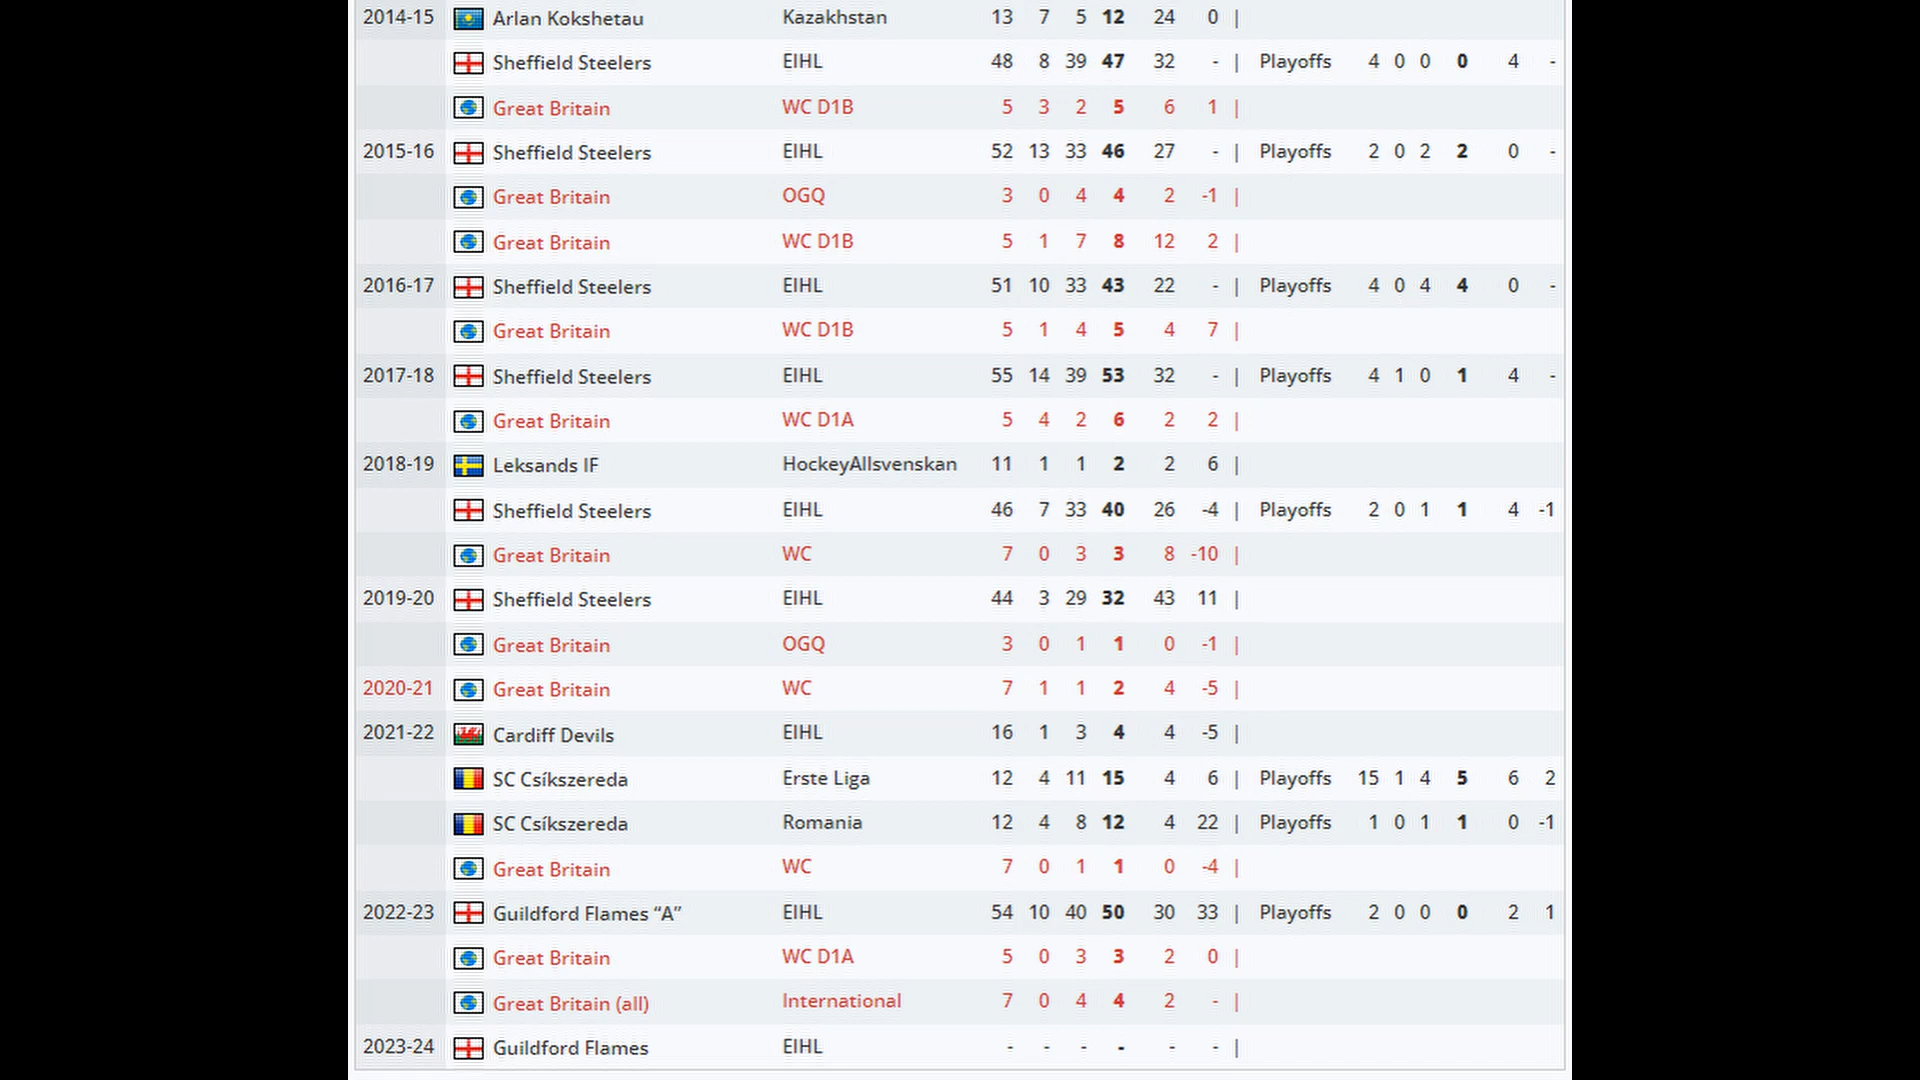 2014-15 Arlan Kokshetau Kazakhstan 13 7 5 12 24 0 |
Sheffield Steelers EIHL 48 8 39 47 32 - | Playoffs 4 0 0 0 4 -
Great Britain WC D1B 5 3 2 5 6 1 |
2015-16 Sheffield Steelers EIHL 52 13 33 46 27 - | Playoffs 2 0 2 2 0 -
Great Britain OGQ 3 0 4 4 2 -1 |
Great Britain WC D1B 5 1 7 8 12 2 |
2016-17 Sheffield Steelers EIHL 51 10 33 43 22 - | Playoffs 4 0 4 4 0 -
Great Britain WC D1B 5 1 4 5 4 7 |
2017-18 Sheffield Steelers EIHL 55 14 39 53 32 - | Playoffs 4 1 0 1 4 -
Great Britain WC D1A 5 4 2 6 2 2 |
2018-19 Leksands IF HockeyAllsvenskan 11 1 1 2 2 6 |
Sheffield Steelers EIHL 46 7 33 40 26 -4 | Playoffs 2 0 1 1 4 -1
Great Britain WC 7 0 3 3 8 -10 |
2019-20 Sheffield Steelers EIHL 44 3 29 32 43 11 |
Great Britain OGQ 3 0 1 1 0 -1 |
2020-21 Great Britain WC 7 1 1 2 4 -5 |
2021-22 Cardiff Devils EIHL 16 1 3 4 4 -5 |
SC Csíkszereda Erste Liga 12 4 11 15 4 6 | Playoffs 15 1 4 5 6 2
SC Csíkszereda Romania 12 4 8 12 4 22 | Playoffs 1 0 1 1 0 -1
Great Britain WC 7 0 1 1 0 -4 |
2022-23 Guildford Flames “A” EIHL 54 10 40 50 30 33 | Playoffs 2 0 0 0 2 1
Great Britain WC D1A 5 0 3 3 2 0 |
Great Britain (all) International 7 0 4 4 2 - |
2023-24 Guildford Flames EIHL - - - - - - |